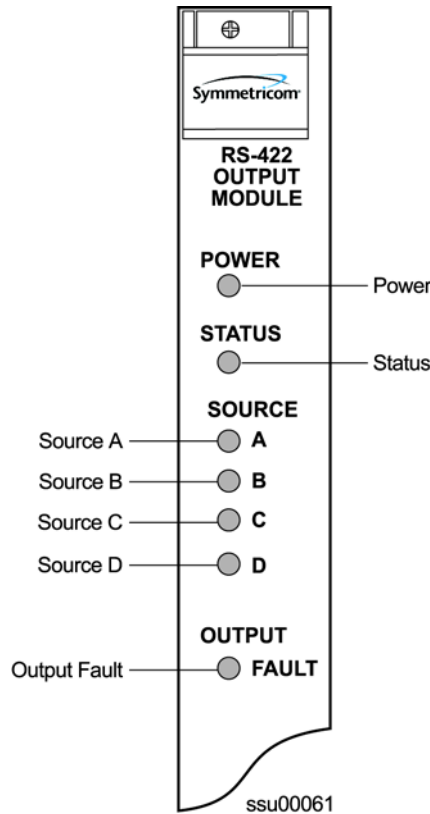 Symmetricom
RS-422
OUTPUT
MODULE
POWER
Power
STATUS
Status
SOURCE
Source A A
Source B B
Source C C
Source D D
OUTPUT
Output Fault FAULT
ssu00061